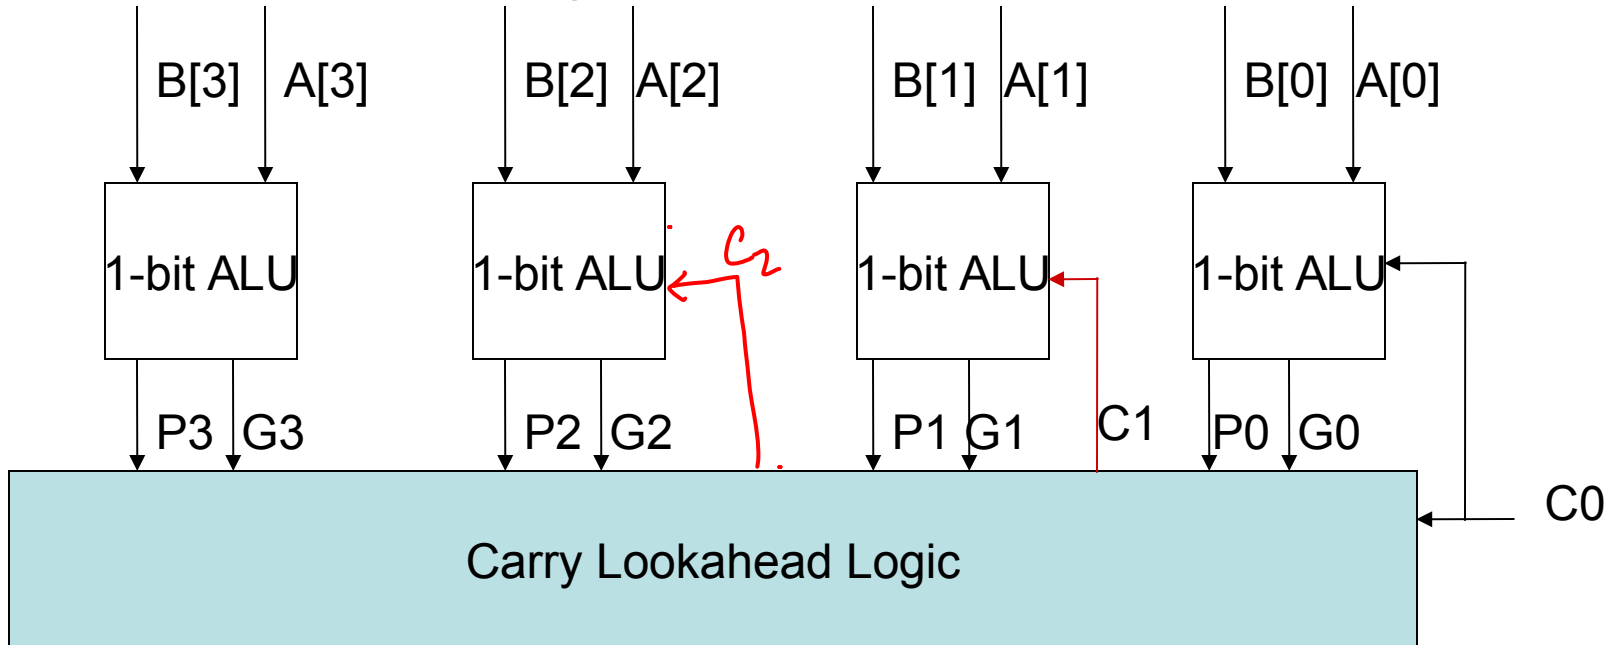 B[3] A[3] B[2] A[2] B[1] A[1] B[0] A[0]
C2
1-bit ALU 1-bit ALU 1-bit ALU 1-bit ALU
P3 G3 P2 G2 P1 G1 C1 P0 G0
C0
Carry Lookahead Logic